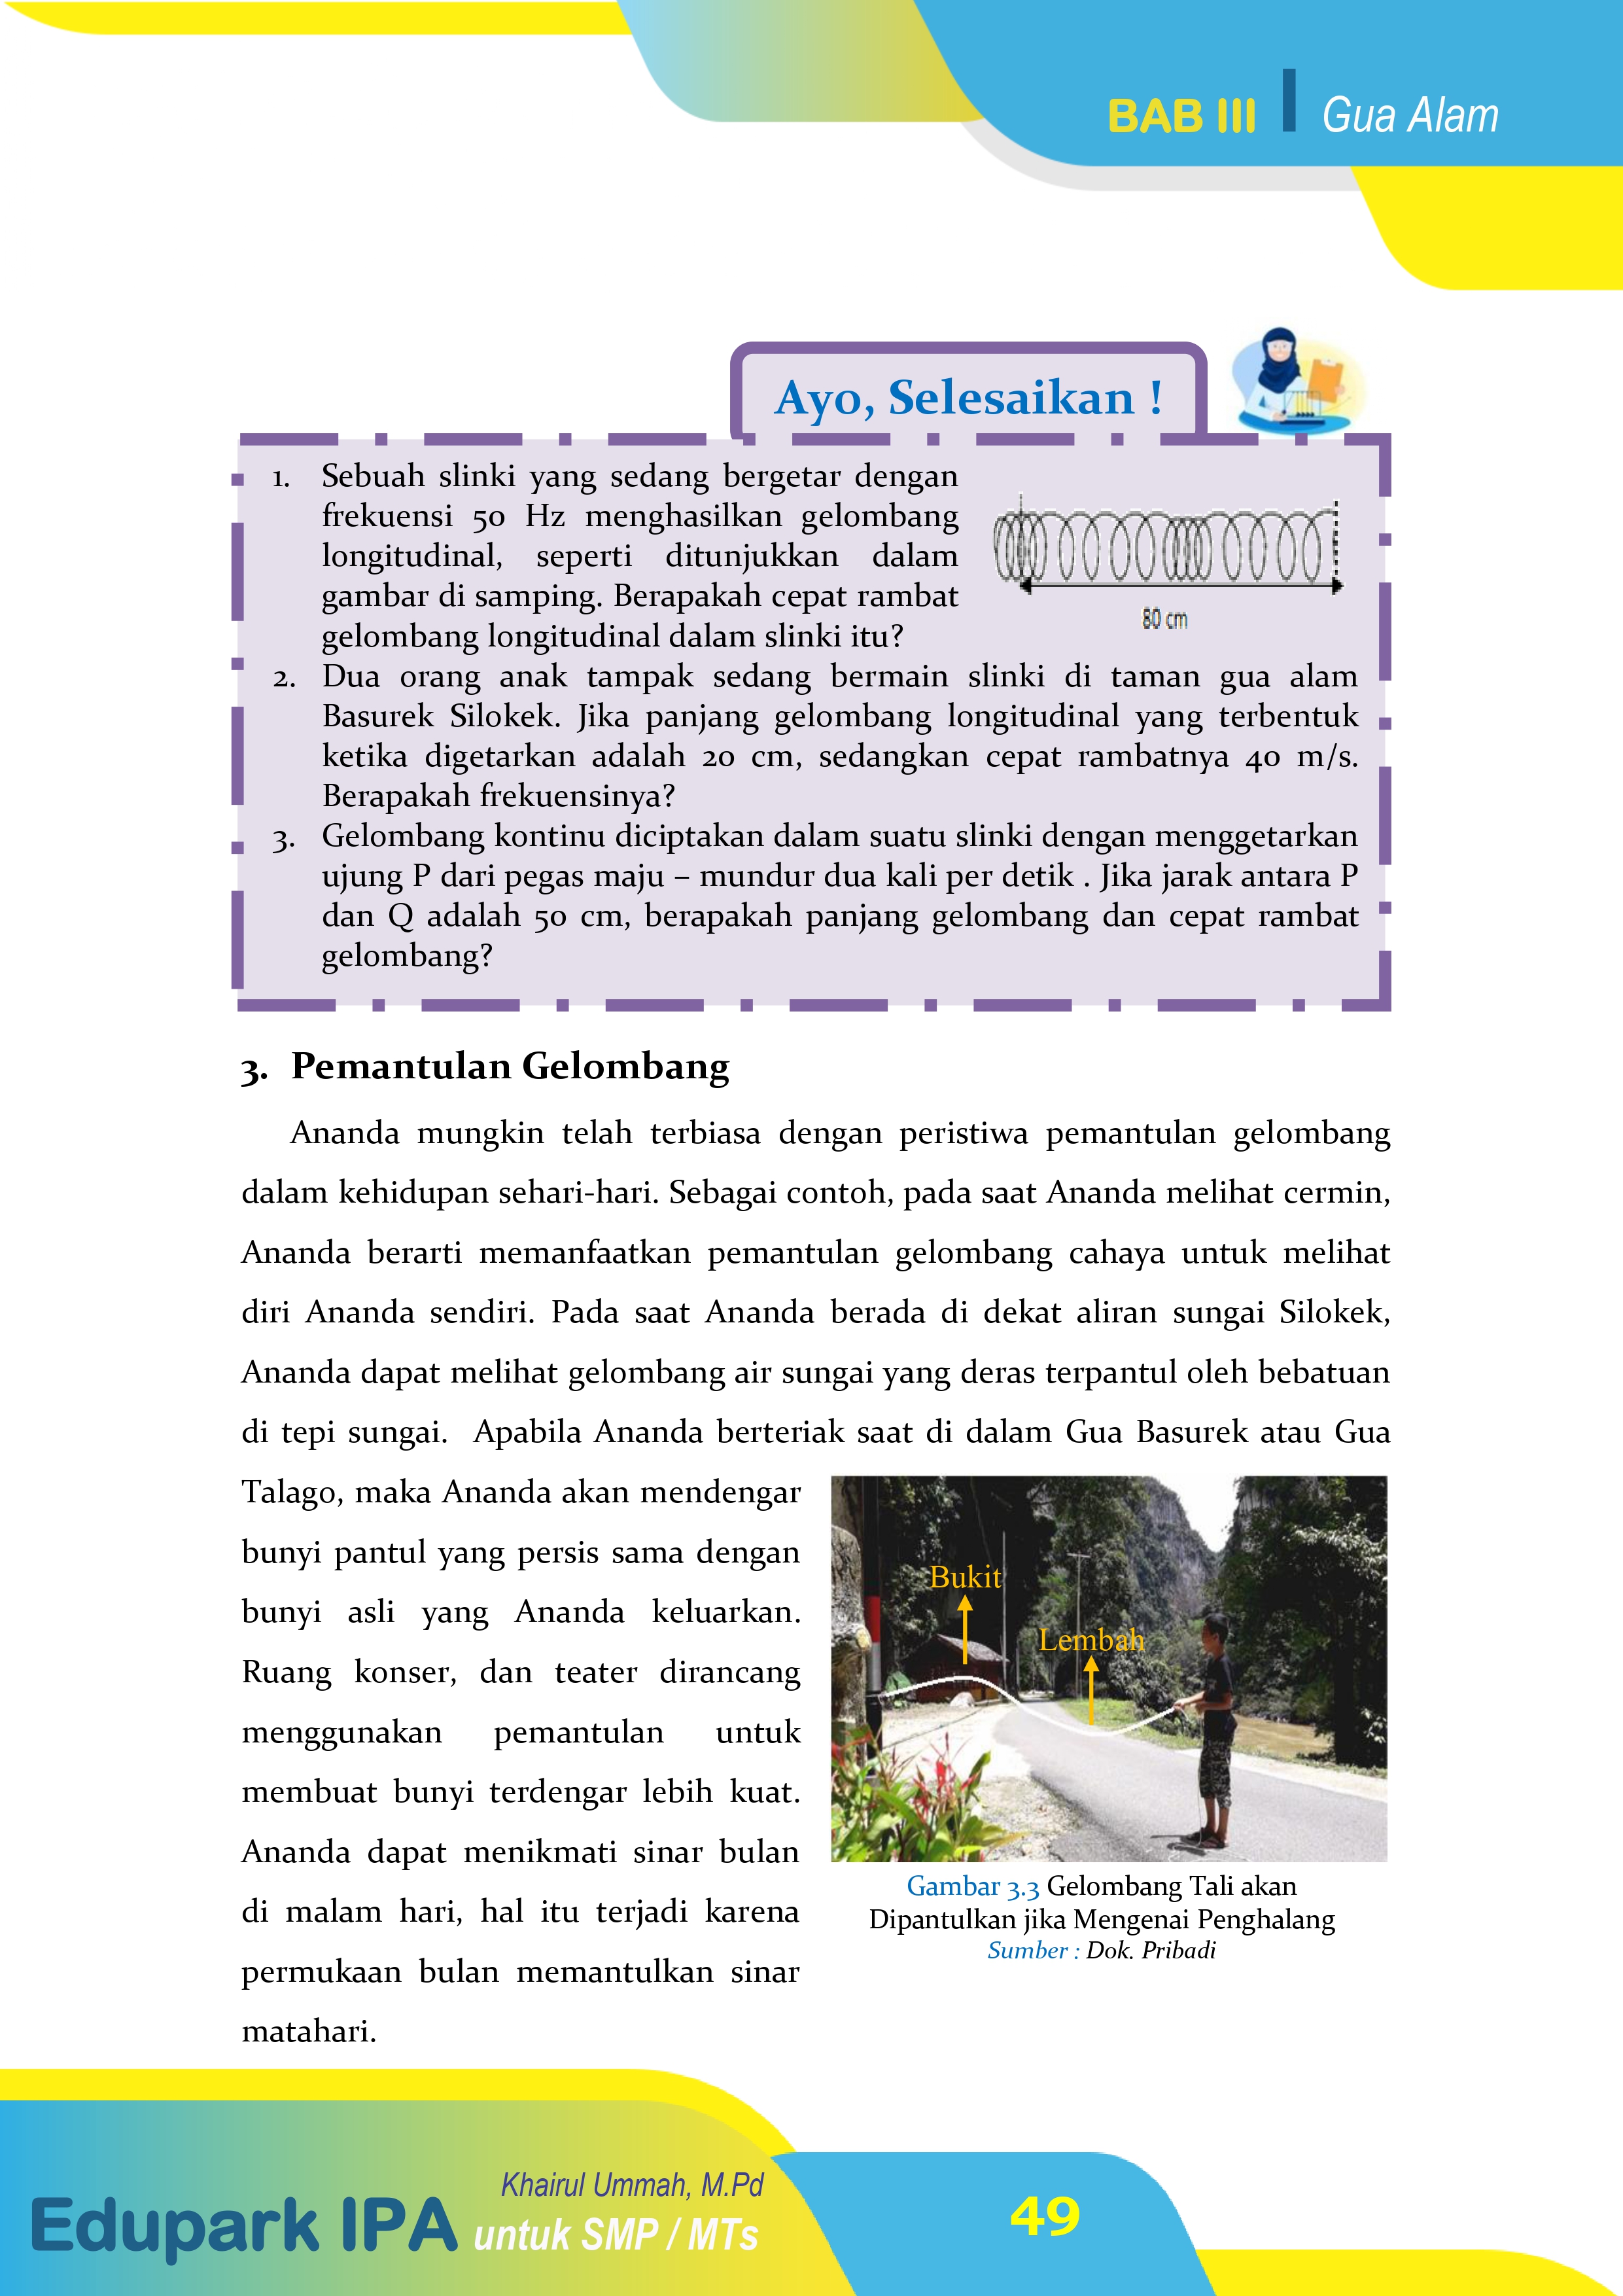 BAB III
Gua Alam
Ayo, Selesaikan !
1. Sebuah slinki yang sedang bergetar dengan
frekuensi 50 Hz menghasilkan gelombang
longitudinal, seperti ditunjukkan dalam
gambar di samping. Berapakah cepat rambat
gelombang longitudinal dalam slinki itu?
80 cm
2. Dua orang anak tampak sedang bermain slinki di taman gua alam
Basurek Silokek. Jika panjang gelombang longitudinal yang terbentuk
ketika digetarkan adalah 20 cm, sedangkan cepat rambatnya 40 m/s.
Berapakah frekuensinya?
3. Gelombang kontinu diciptakan dalam suatu slinki dengan menggetarkan
ujung P dari pegas maju – mundur dua kali per detik . Jika jarak antara P
dan Q adalah 50 cm, berapakah panjang gelombang dan cepat rambat
gelombang?
3. Pemantulan Gelombang
Ananda mungkin telah terbiasa dengan peristiwa pemantulan gelombang
dalam kehidupan sehari-hari. Sebagai contoh, pada saat Ananda melihat cermin,
Ananda berarti memanfaatkan pemantulan gelombang cahaya untuk melihat
diri Ananda sendiri. Pada saat Ananda berada di dekat aliran sungai Silokek,
Ananda dapat melihat gelombang air sungai yang deras terpantul oleh bebatuan
di tepi sungai. Apabila Ananda berteriak saat di dalam Gua Basurek atau Gua
Talago, maka Ananda akan mendengar
bunyi pantul yang persis sama dengan
bunyi asli yang Ananda keluarkan.
Ruang konser, dan teater dirancang
menggunakan pemantulan untuk
membuat bunyi terdengar lebih kuat.
Ananda dapat menikmati sinar bulan
di malam hari, hal itu terjadi karena
permukaan bulan memantulkan sinar
matahari.
Bukit
Lembah
Gambar 3.3 Gelombang Tali akan
Dipantulkan jika Mengenai Penghalang
Sumber : Dok. Pribadi
Khairul Ummah, M.Pd
Edupark IPA untuk SMP / MTs
49